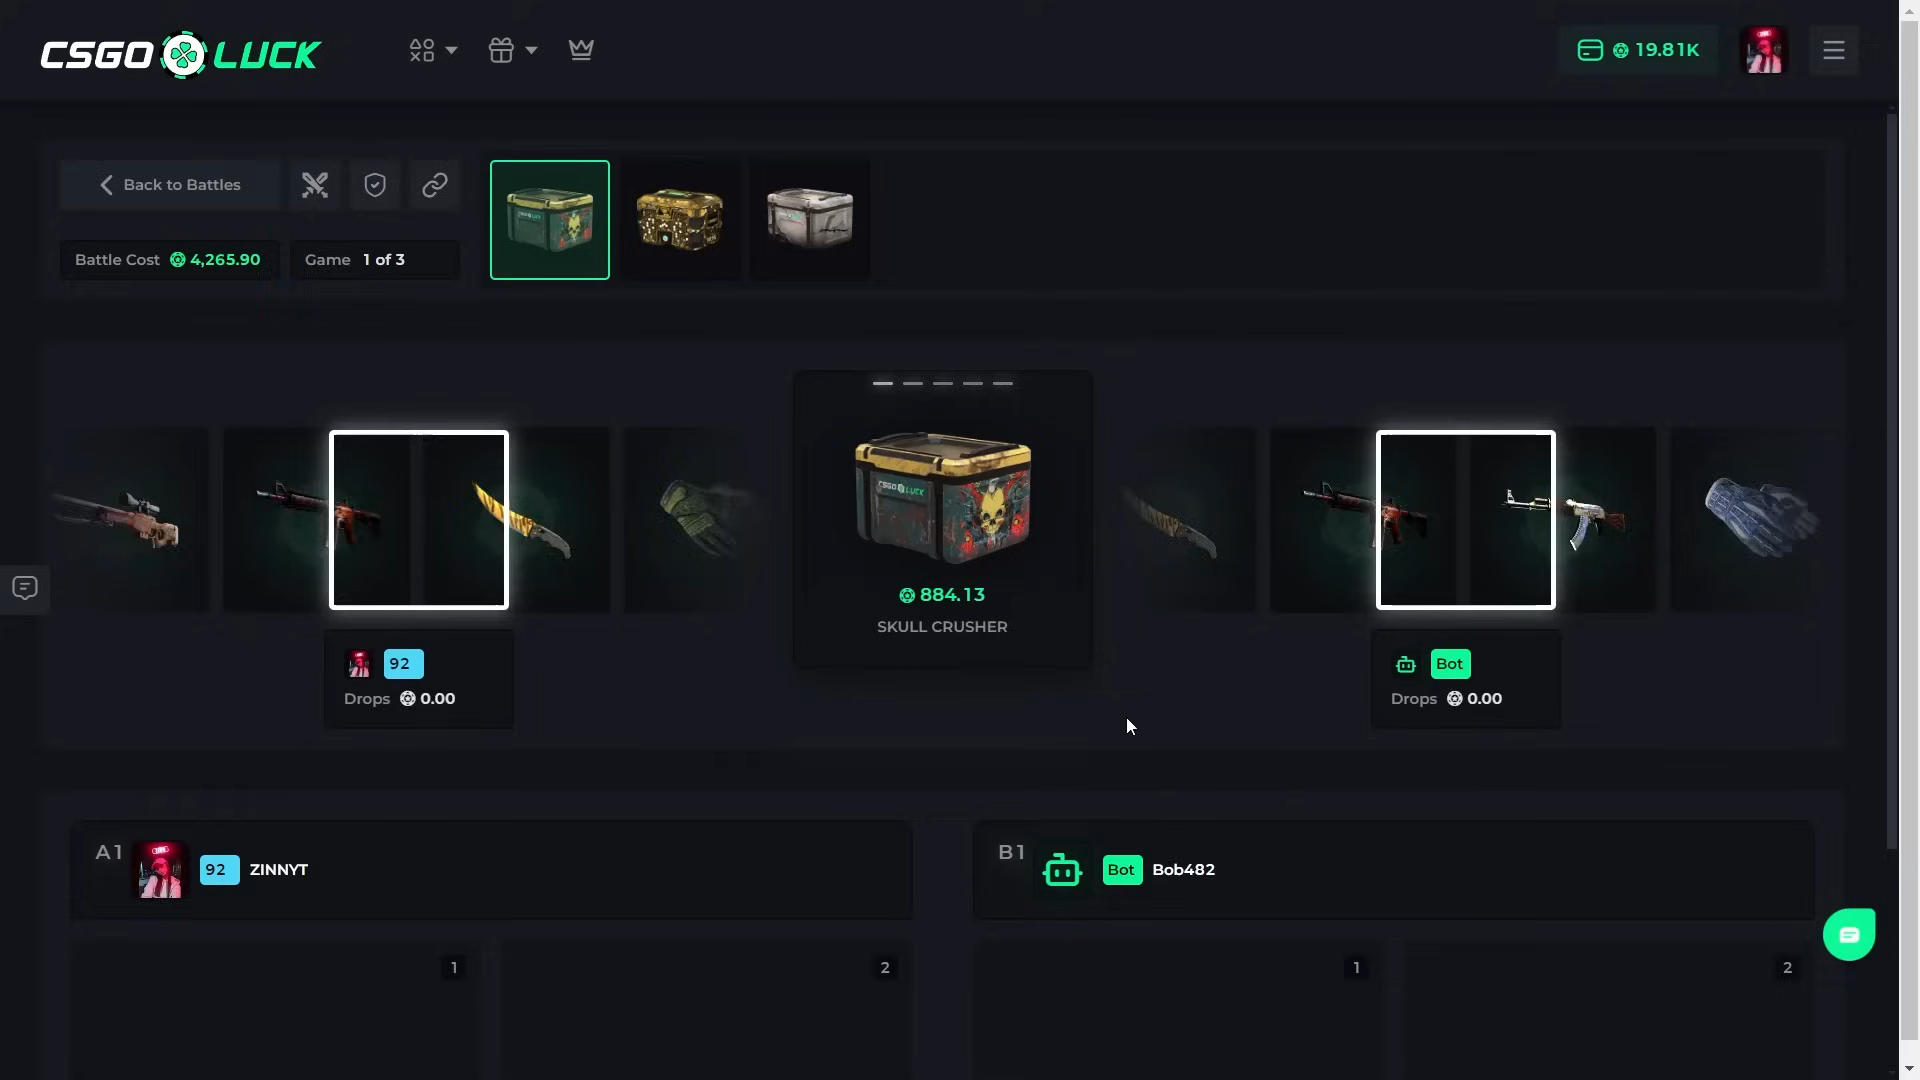 CSGO LUCK
19.81K
Back to Battles
Battle Cost 4,265.90
Game 1 of 3
CSGO LUCK
884.13
SKULL CRUSHER
92
Drops 0.00
Bot
Drops 0.00
A1 92 ZINNYT
B1 Bot Bob482
1 2 1 2